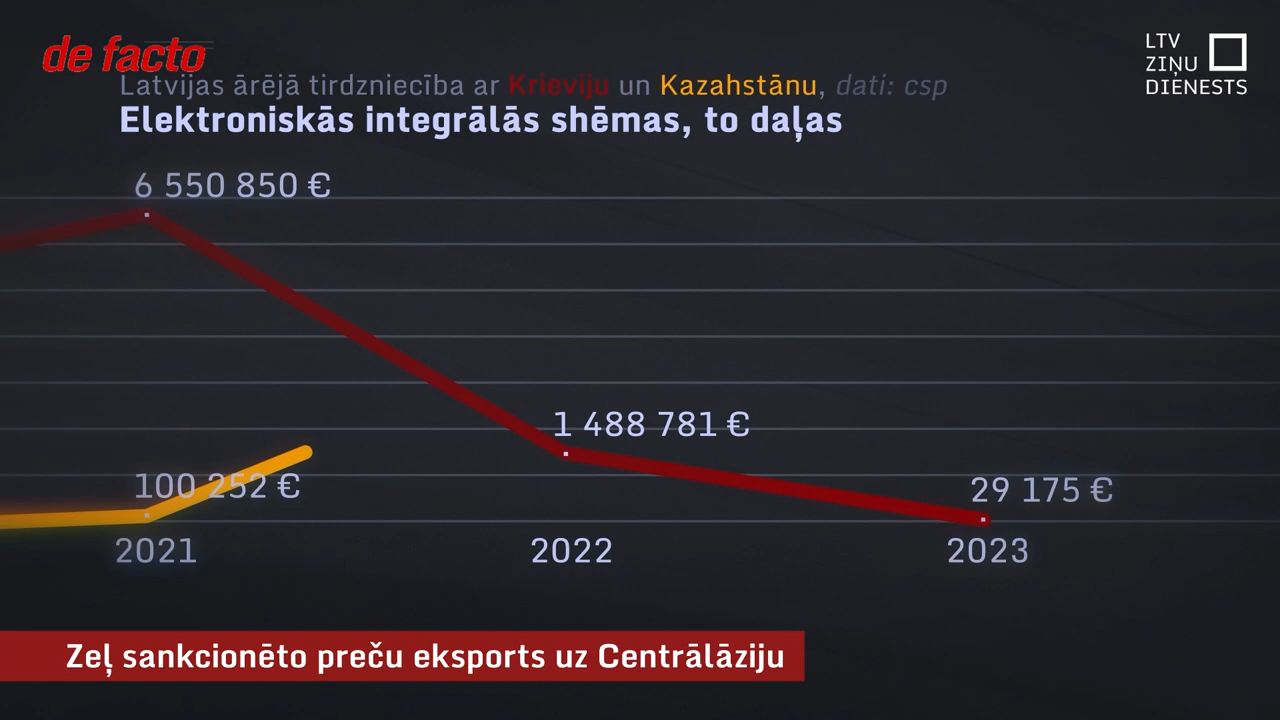 de facto
LTV
ZIŅU
DIENESTS
Latvijas ārējā tirdzniecība ar Krieviju un Kazahstānu, dati: csp
Elektroniskās integrālās shēmas, to daļas
6 550 850 €
1 488 781 €
100 252 €
29 175 €
2021
2022
2023
Zeļ sankcionēto preču eksports uz Centrālāziju